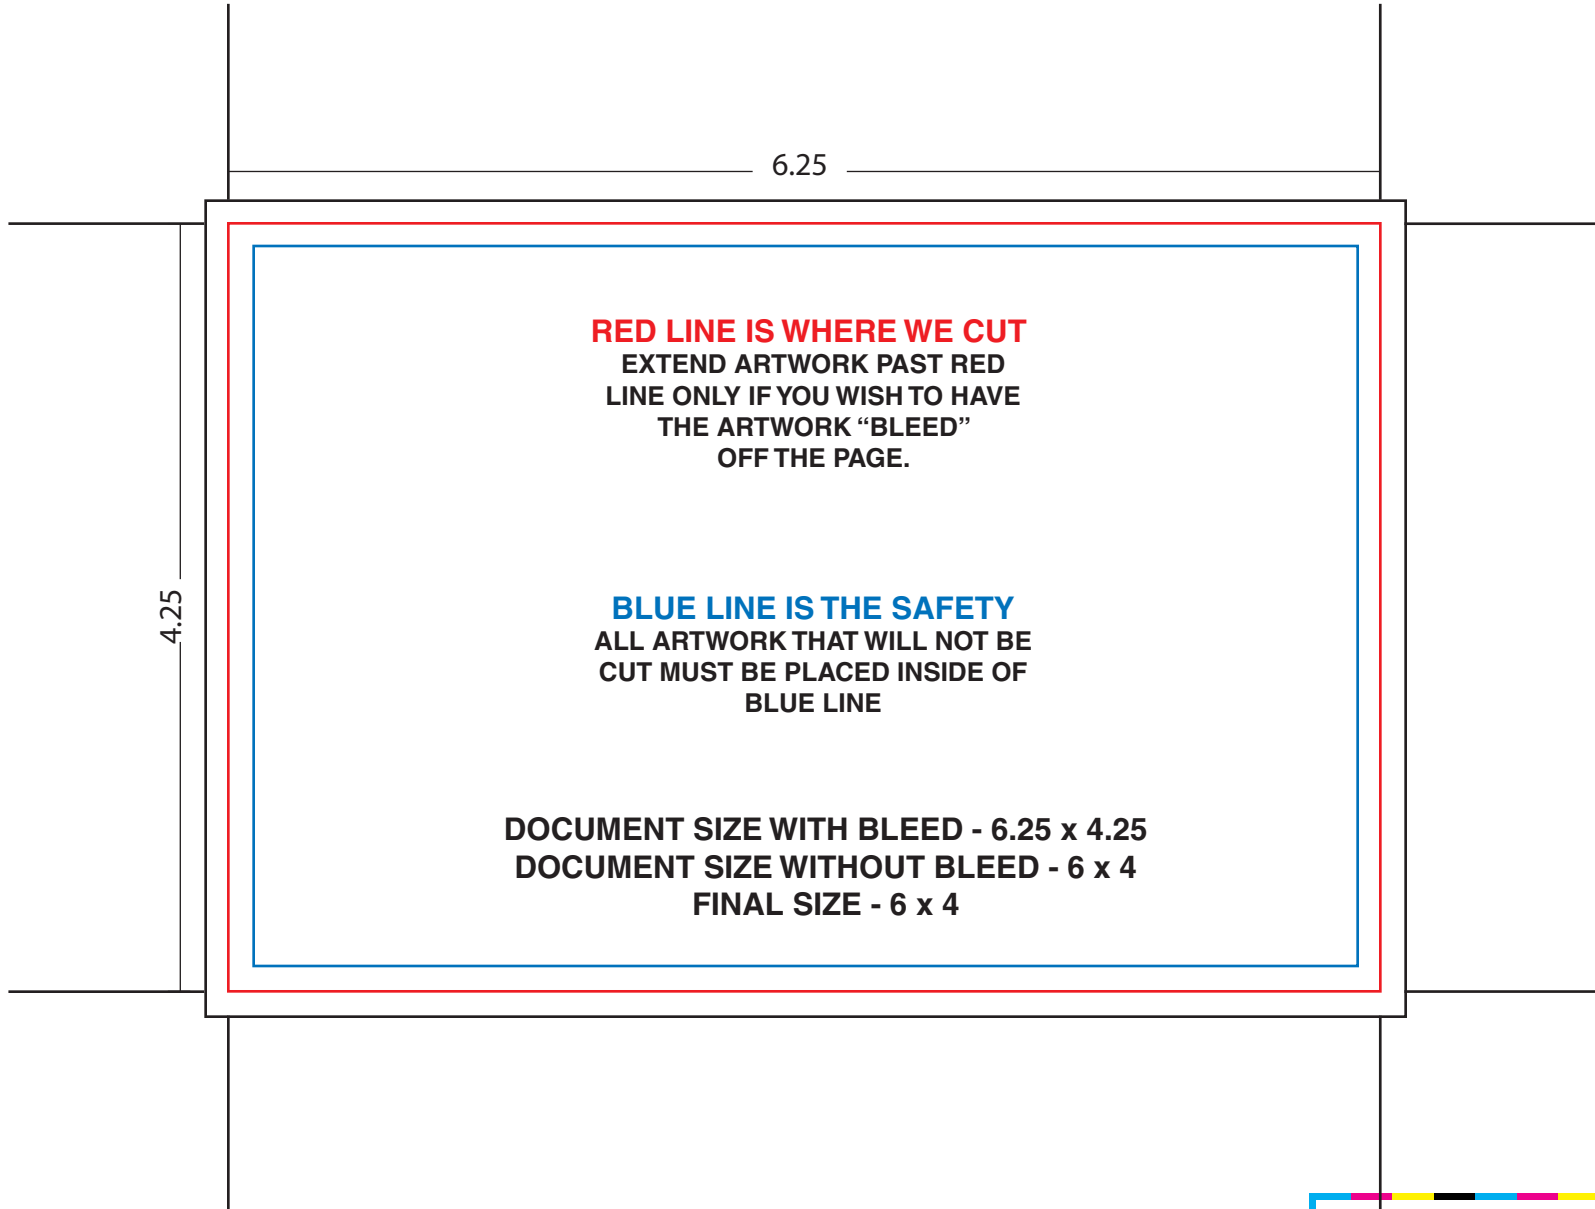 6.25
4.25
RED LINE IS WHERE WE CUT
EXTEND ARTWORK PAST RED
LINE ONLY IF YOU WISH TO HAVE
THE ARTWORK “BLEED”
OFF THE PAGE.
BLUE LINE IS THE SAFETY
ALL ARTWORK THAT WILL NOT BE
CUT MUST BE PLACED INSIDE OF
BLUE LINE
DOCUMENT SIZE WITH BLEED - 6.25 x 4.25
DOCUMENT SIZE WITHOUT BLEED - 6 x 4
FINAL SIZE - 6 x 4